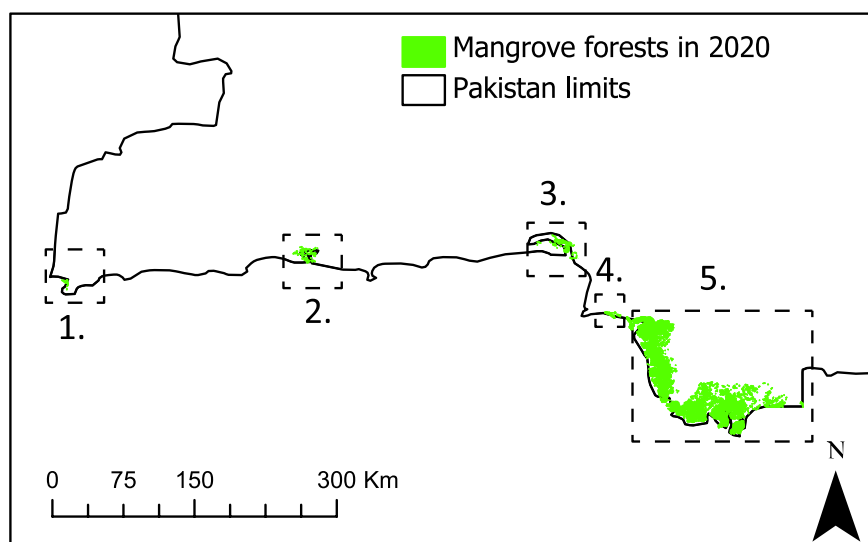 Mangrove forests in 2020
Pakistan limits
1.
2.
3.
4.
5.
N
0 75 150 300 Km